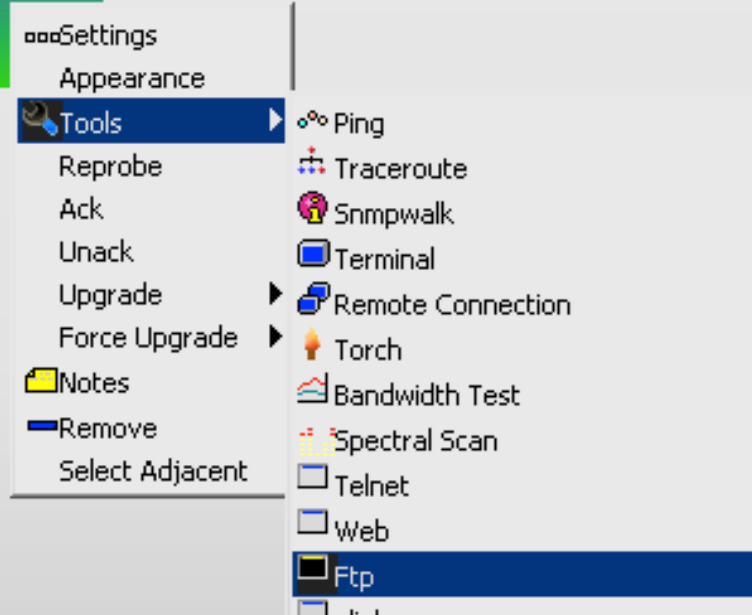 Settings
Appearance
Tools
Reprobe
Ack
Unack
Upgrade
Force Upgrade
Notes
Remove
Select Adjacent
Ping
Traceroute
Snmpwalk
Terminal
Remote Connection
Torch
Bandwidth Test
Spectral Scan
Telnet
Web
Ftp